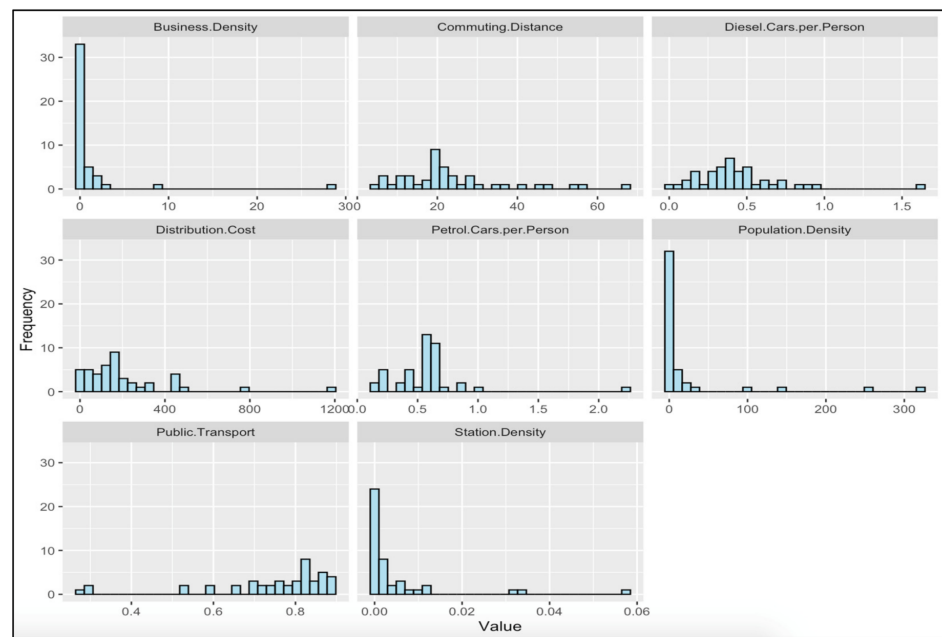 Business.Density Commuting.Distance Diesel.Cars.per.Person
30
20
10
0
0 10 20 30 20 40 60 0.0 0.5 1.0 1.5
Distribution.Cost Petrol.Cars.per.Person Population.Density
Frequency
30
20
10
0
0 400 800 1200 0.0 0.5 1.0 1.5 2.0 0 100 200 300
Public.Transport Station.Density
30
20
10
0
0.4 0.6 0.8 0.00 0.02 0.04 0.06
Value